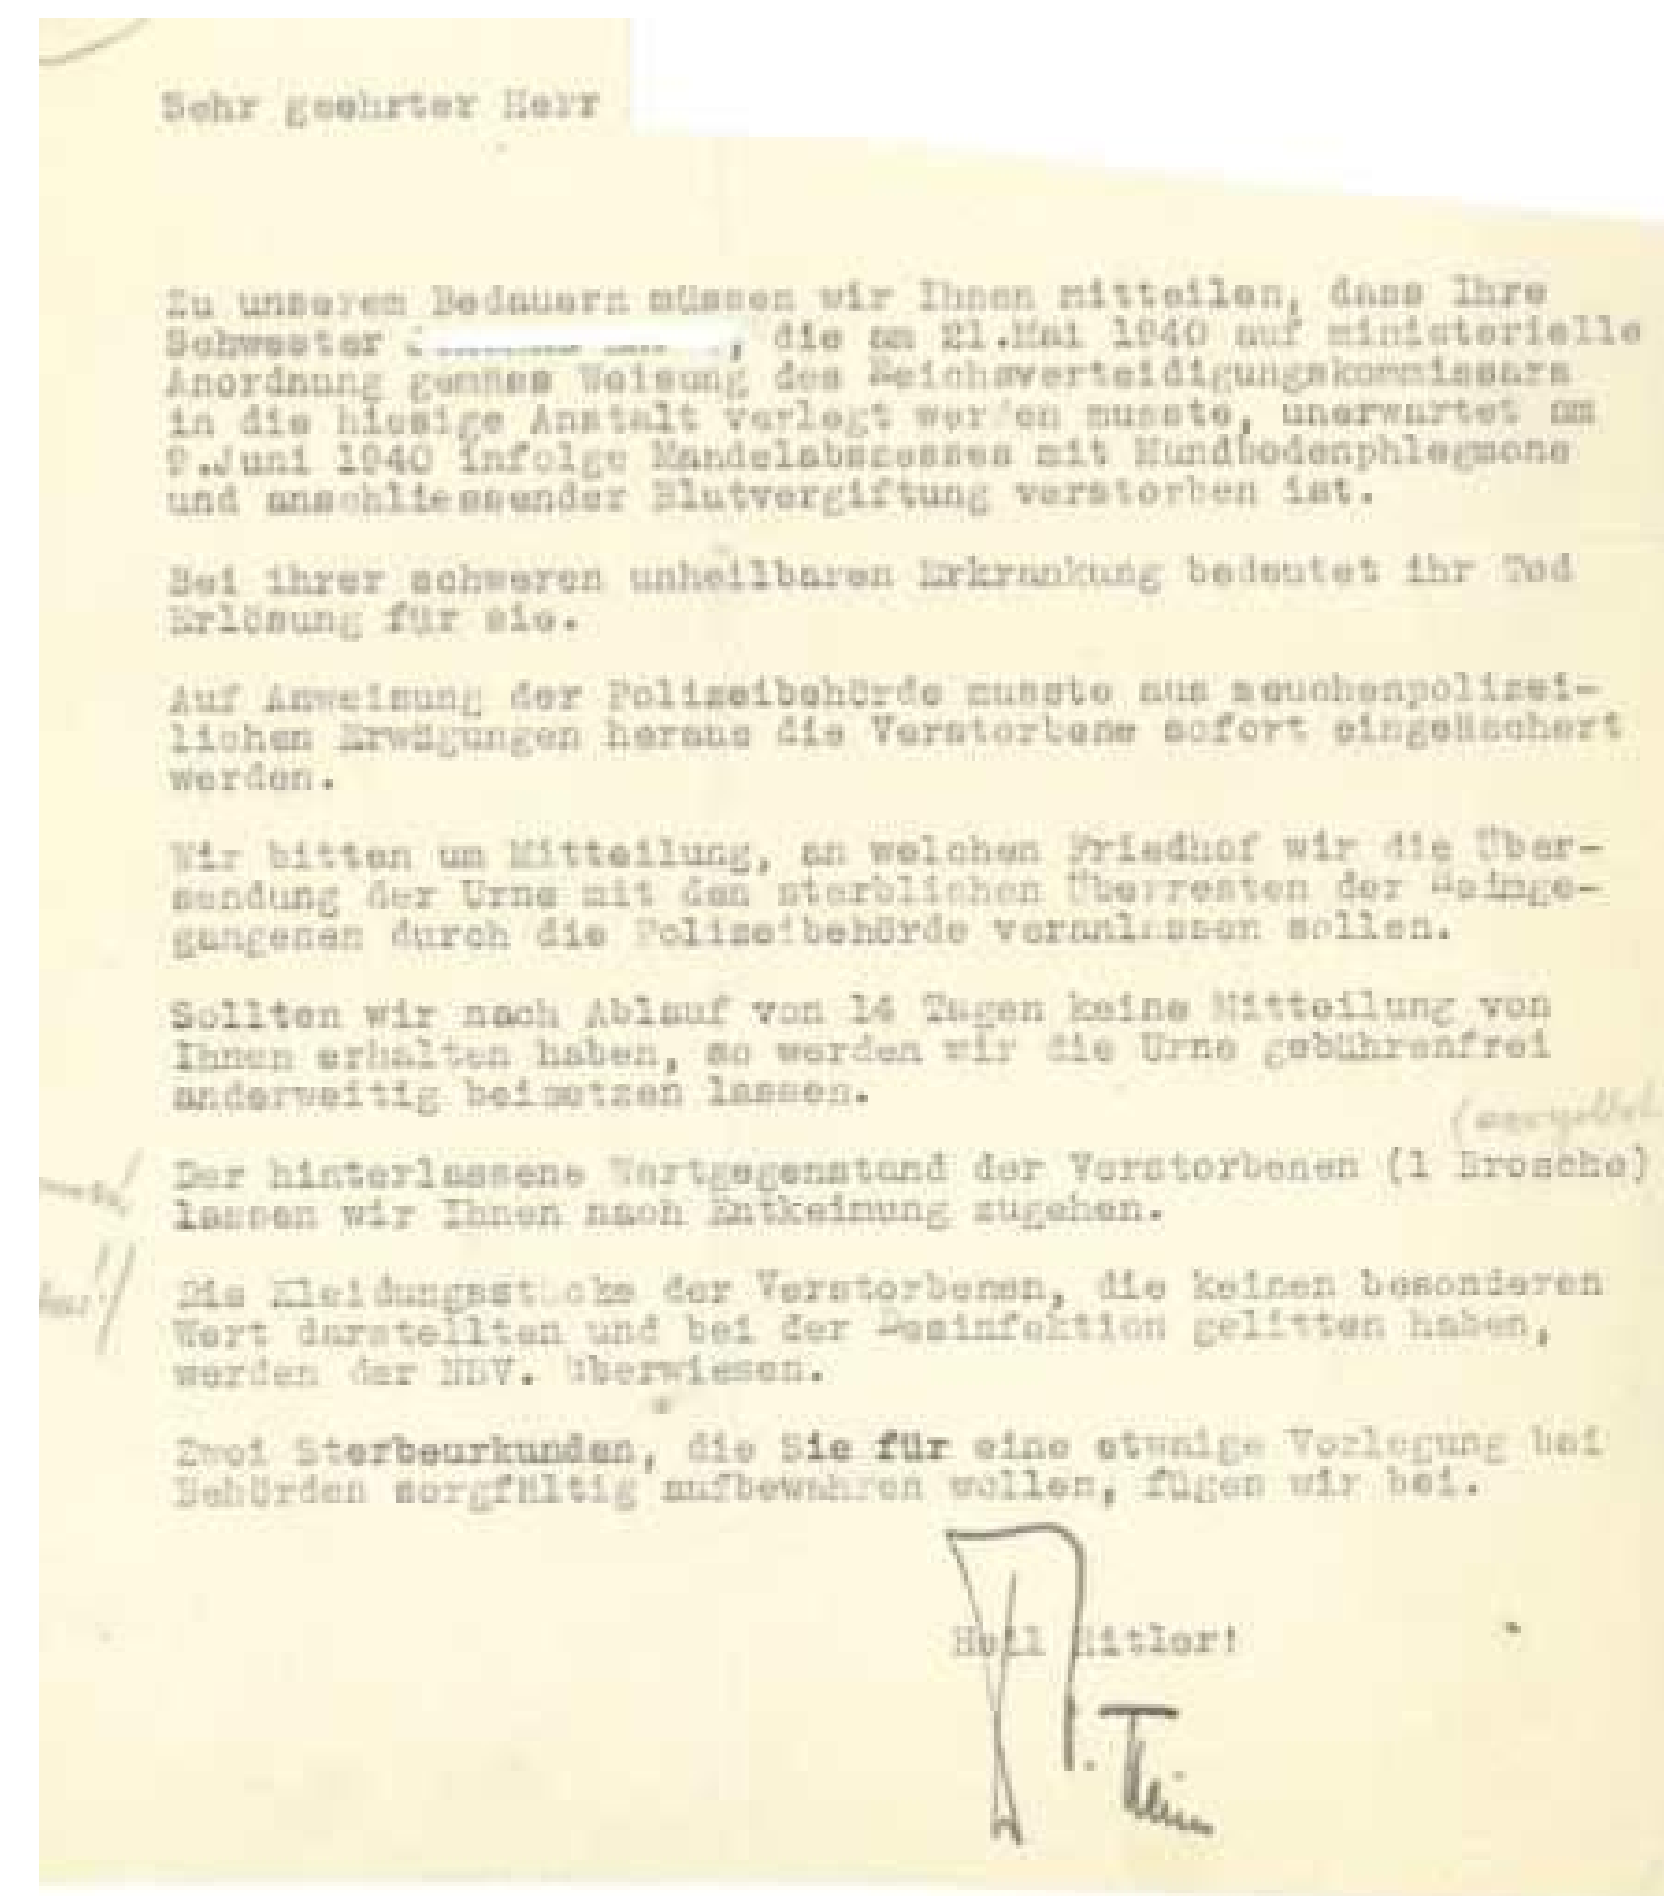 Sehr geehrter Herr
Zu unserem Bedauern müssen wir Ihnen mitteilen, dass Ihre
Schwester , die am 21.Mai 1940 auf ministerielle
Anordnung gemäss Weisung des Reichsverteidigungskommissars
in die hiesige Anstalt verlegt werden musste, unerwartet am
9.Juni 1940 infolge Mandelabszesses mit Mundbodenphlegmone
und anschliessender Blutvergiftung verstorben ist.
Bei ihrer schweren unheilbaren Erkrankung bedeutet ihr Tod
Erlösung für sie.
Auf Anweisung der Polizeibehörde musste aus seuchenpolizei-
lichen Erwägungen heraus die Verstorbene sofort eingeäschert
werden.
Wir bitten um Mitteilung, an welchen Friedhof wir die Über-
sendung der Urne mit den sterblichen Überresten der Heimge-
gangenen durch die Polizeibehörde veranlassen sollen.
Sollten wir nach Ablauf von 14 Tagen keine Mitteilung von
Ihnen erhalten haben, so werden wir die Urne gebührenfrei
anderweitig beisetzen lassen.
Der hinterlassene Wertgegenstand der Verstorbenen (1 Brosche)
lassen wir Ihnen nach Entkeimung zugehen.
Die Kleidungsstücke der Verstorbenen, die keinen besonderen
Wert darstellten und bei der Desinfektion gelitten haben,
werden der NSV. überwiesen.
Zwei Sterbeurkunden, die Sie für eine etwaige Vorlegung bei
Behörden sorgfältig aufbewahren wollen, fügen wir bei.
Heil Hitler!